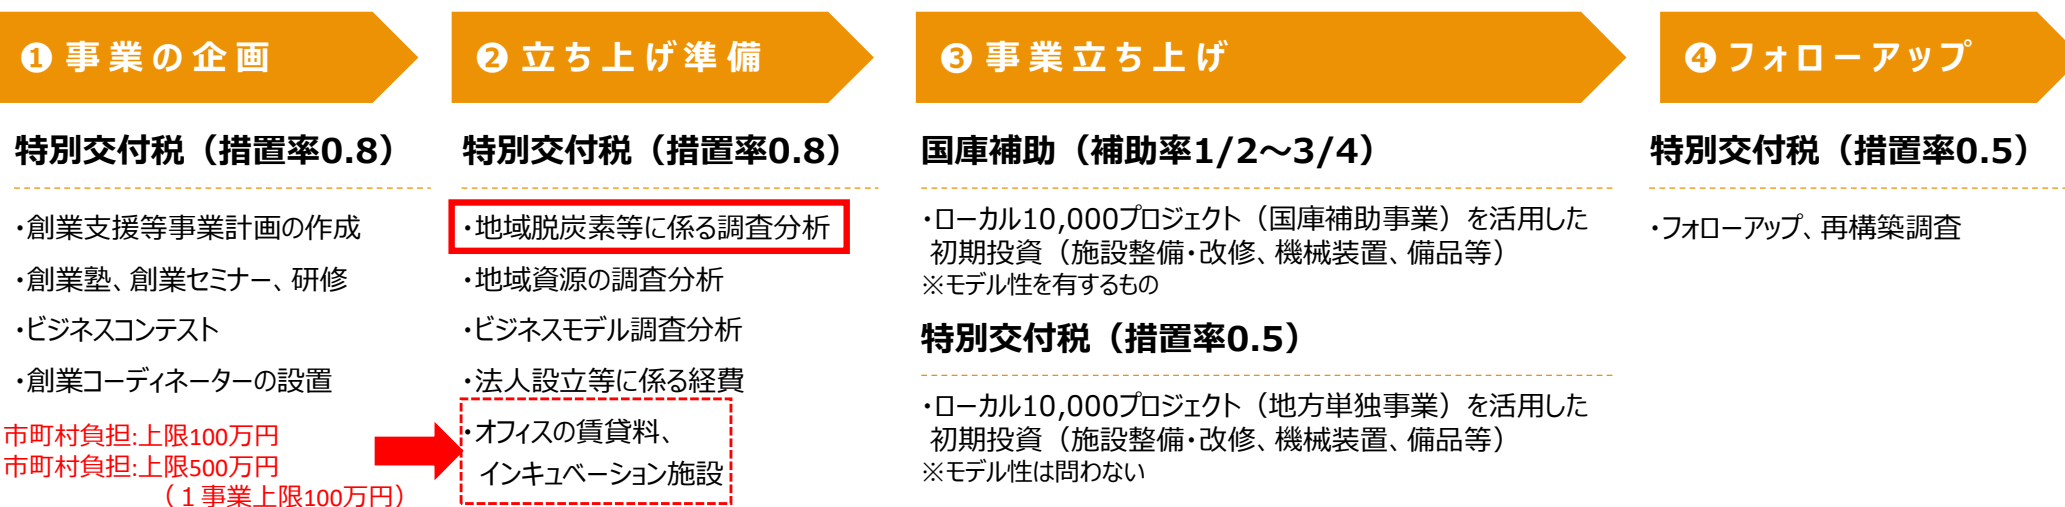 ❶事業の企画
特別交付税（措置率0.8）
・創業支援等事業計画の作成
・創業塾、創業セミナー、研修
・ビジネスコンテスト
・創業コーディネーターの設置
市町村負担:上限100万円
市町村負担:上限500万円
（１事業上限100万円）
❷立ち上げ準備
特別交付税（措置率0.8）
・地域脱炭素等に係る調査分析
・地域資源の調査分析
・ビジネスモデル調査分析
・法人設立等に係る経費
・オフィスの賃貸料、
インキュベーション施設
❸事業立ち上げ
国庫補助（補助率1/2～3/4）
・ローカル10,000プロジェクト（国庫補助事業）を活用した
初期投資（施設整備・改修、機械装置、備品等）
※モデル性を有するもの
特別交付税（措置率0.5）
・ローカル10,000プロジェクト（地方単独事業）を活用した
初期投資（施設整備・改修、機械装置、備品等）
※モデル性は問わない
❹フォローアップ
特別交付税（措置率0.5）
・フォローアップ、再構築調査